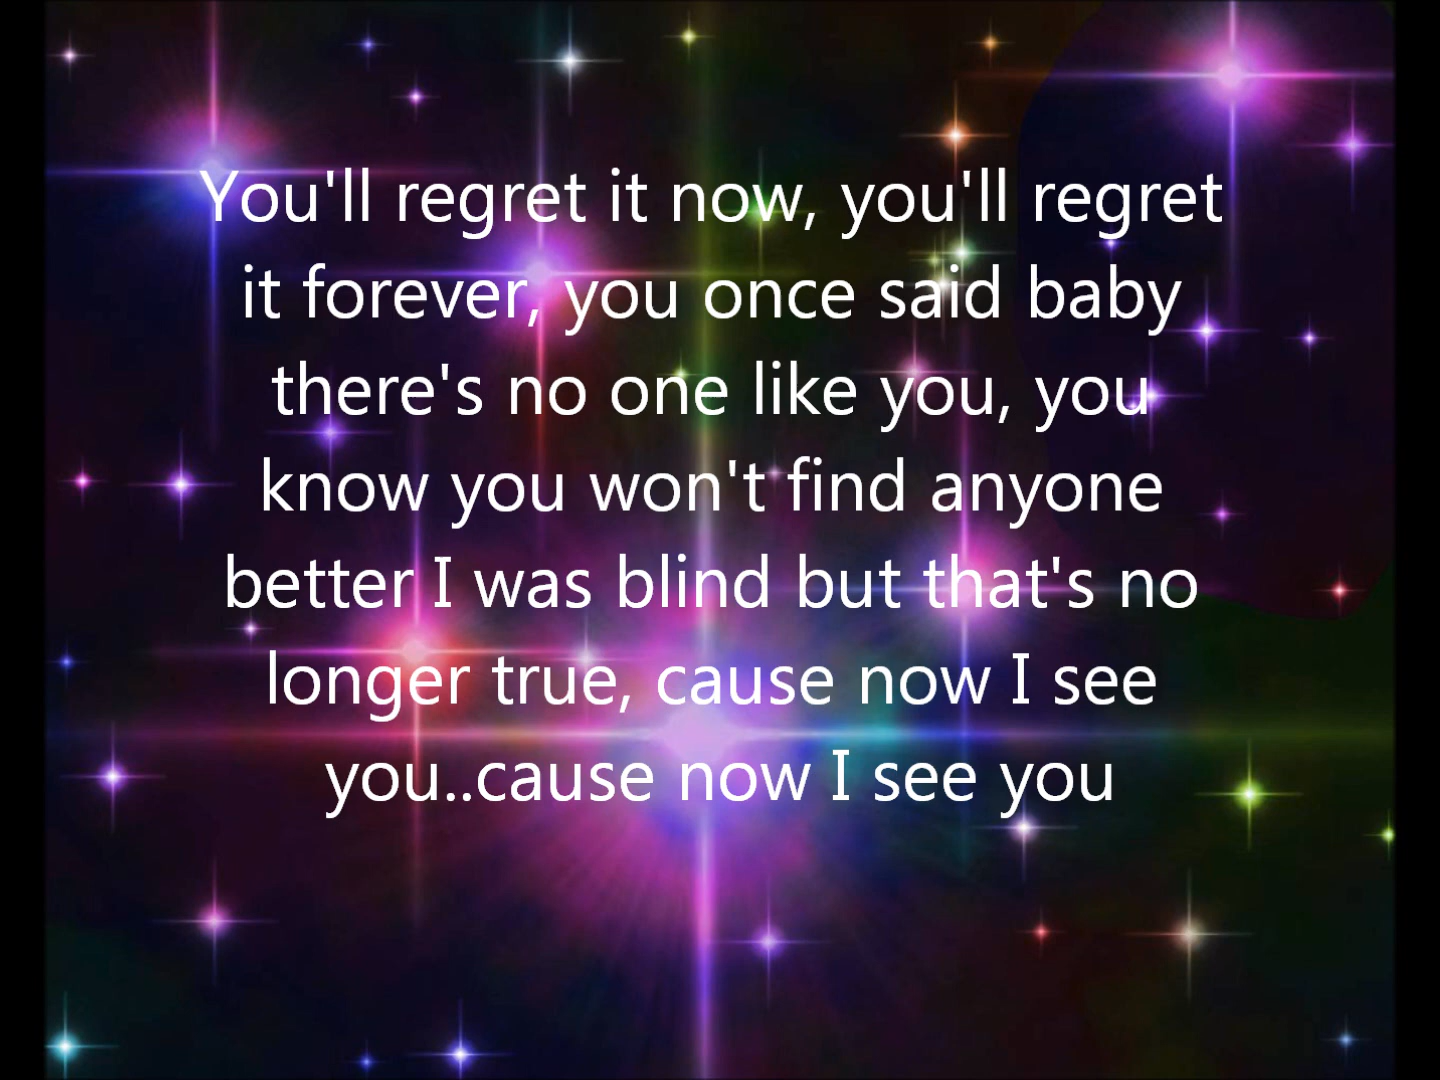 You'll regret it now, you'll regret
it forever, you once said baby
there's no one like you, you
know you won't find anyone
better I was blind but that's no
longer true, cause now I see
you..cause now I see you